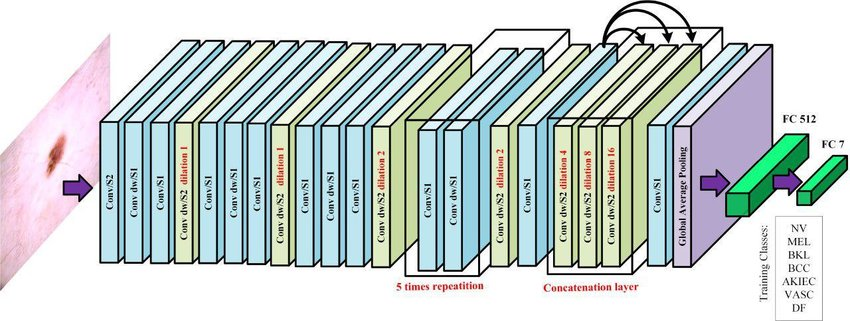 Conv/S2
Conv dw/S1
Conv/S1
Conv dw/S2 dilation 1
Conv/S1
Conv dw/S1
Conv/S1
Conv dw/S2 dilation 1
Conv/S1
Conv dw/S1
Conv/S1
Conv dw/S2 dilation 2
Conv/S1
Conv dw/S1
5 times repeatition
Conv dw/S2 dilation 2
Conv/S1
Conv dw/S2 dilation 4
Conv dw/S2 dilation 8
Conv dw/S2 dilation 16
Concatenation layer
Conv/S1
Global Average Pooling
FC 512
FC 7
Training Classes:
NV
MEL
BKL
BCC
AKIEC
VASC
DF